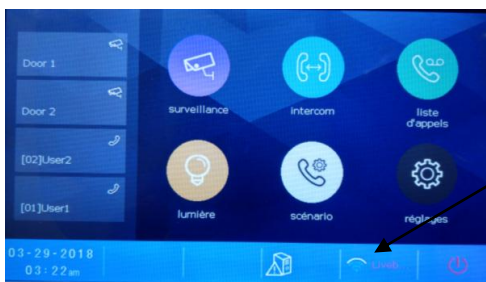 Door 1
Door 2
[02]User2
[01]User1
surveillance
intercom
liste
d'appels
lumière
scénario
réglages
03-29-2018
03:22am